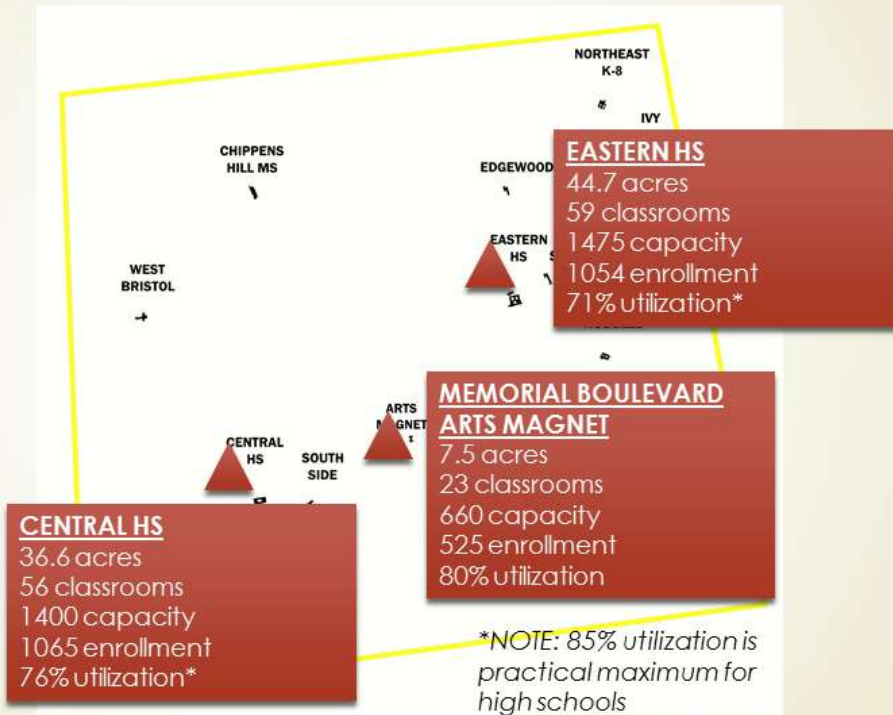 NORTHEAST
K-8
IVY
CHIPPENS
HILL MS
EDGEWOOD
EASTERN HS
44.7 acres
59 classrooms
1475 capacity
1054 enrollment
71% utilization*
EASTERN
HS
WEST
BRISTOL
MEMORIAL BOULEVARD
ARTS MAGNET
7.5 acres
23 classrooms
660 capacity
525 enrollment
80% utilization
ARTS
CENTRAL
HS
SOUTH
SIDE
CENTRAL HS
36.6 acres
56 classrooms
1400 capacity
1065 enrollment
76% utilization*
*NOTE: 85% utilization is
practical maximum for
high schools